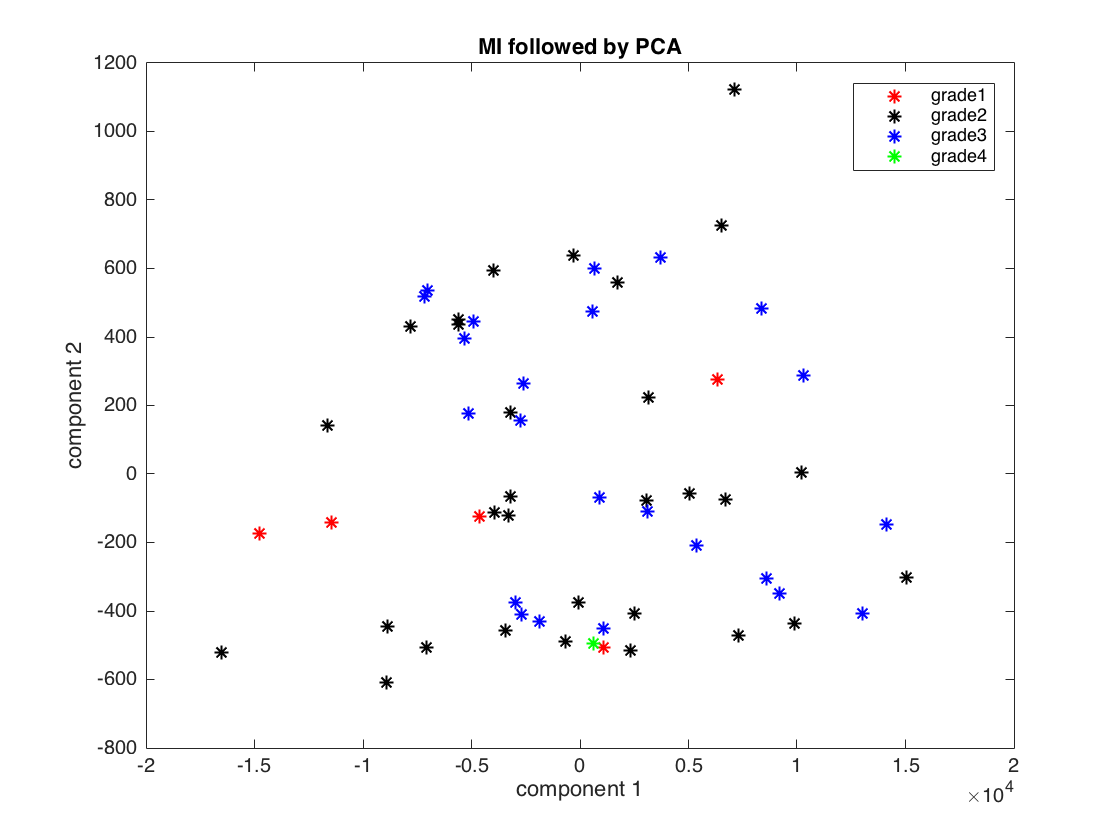 MI followed by PCA
1200
1000
800
600
400
200
0
-200
-400
-600
-800
component 2
grade1
grade2
grade3
grade4
-2 -1.5 -1 -0.5 0 0.5 1 1.5 2
component 1
×10^4